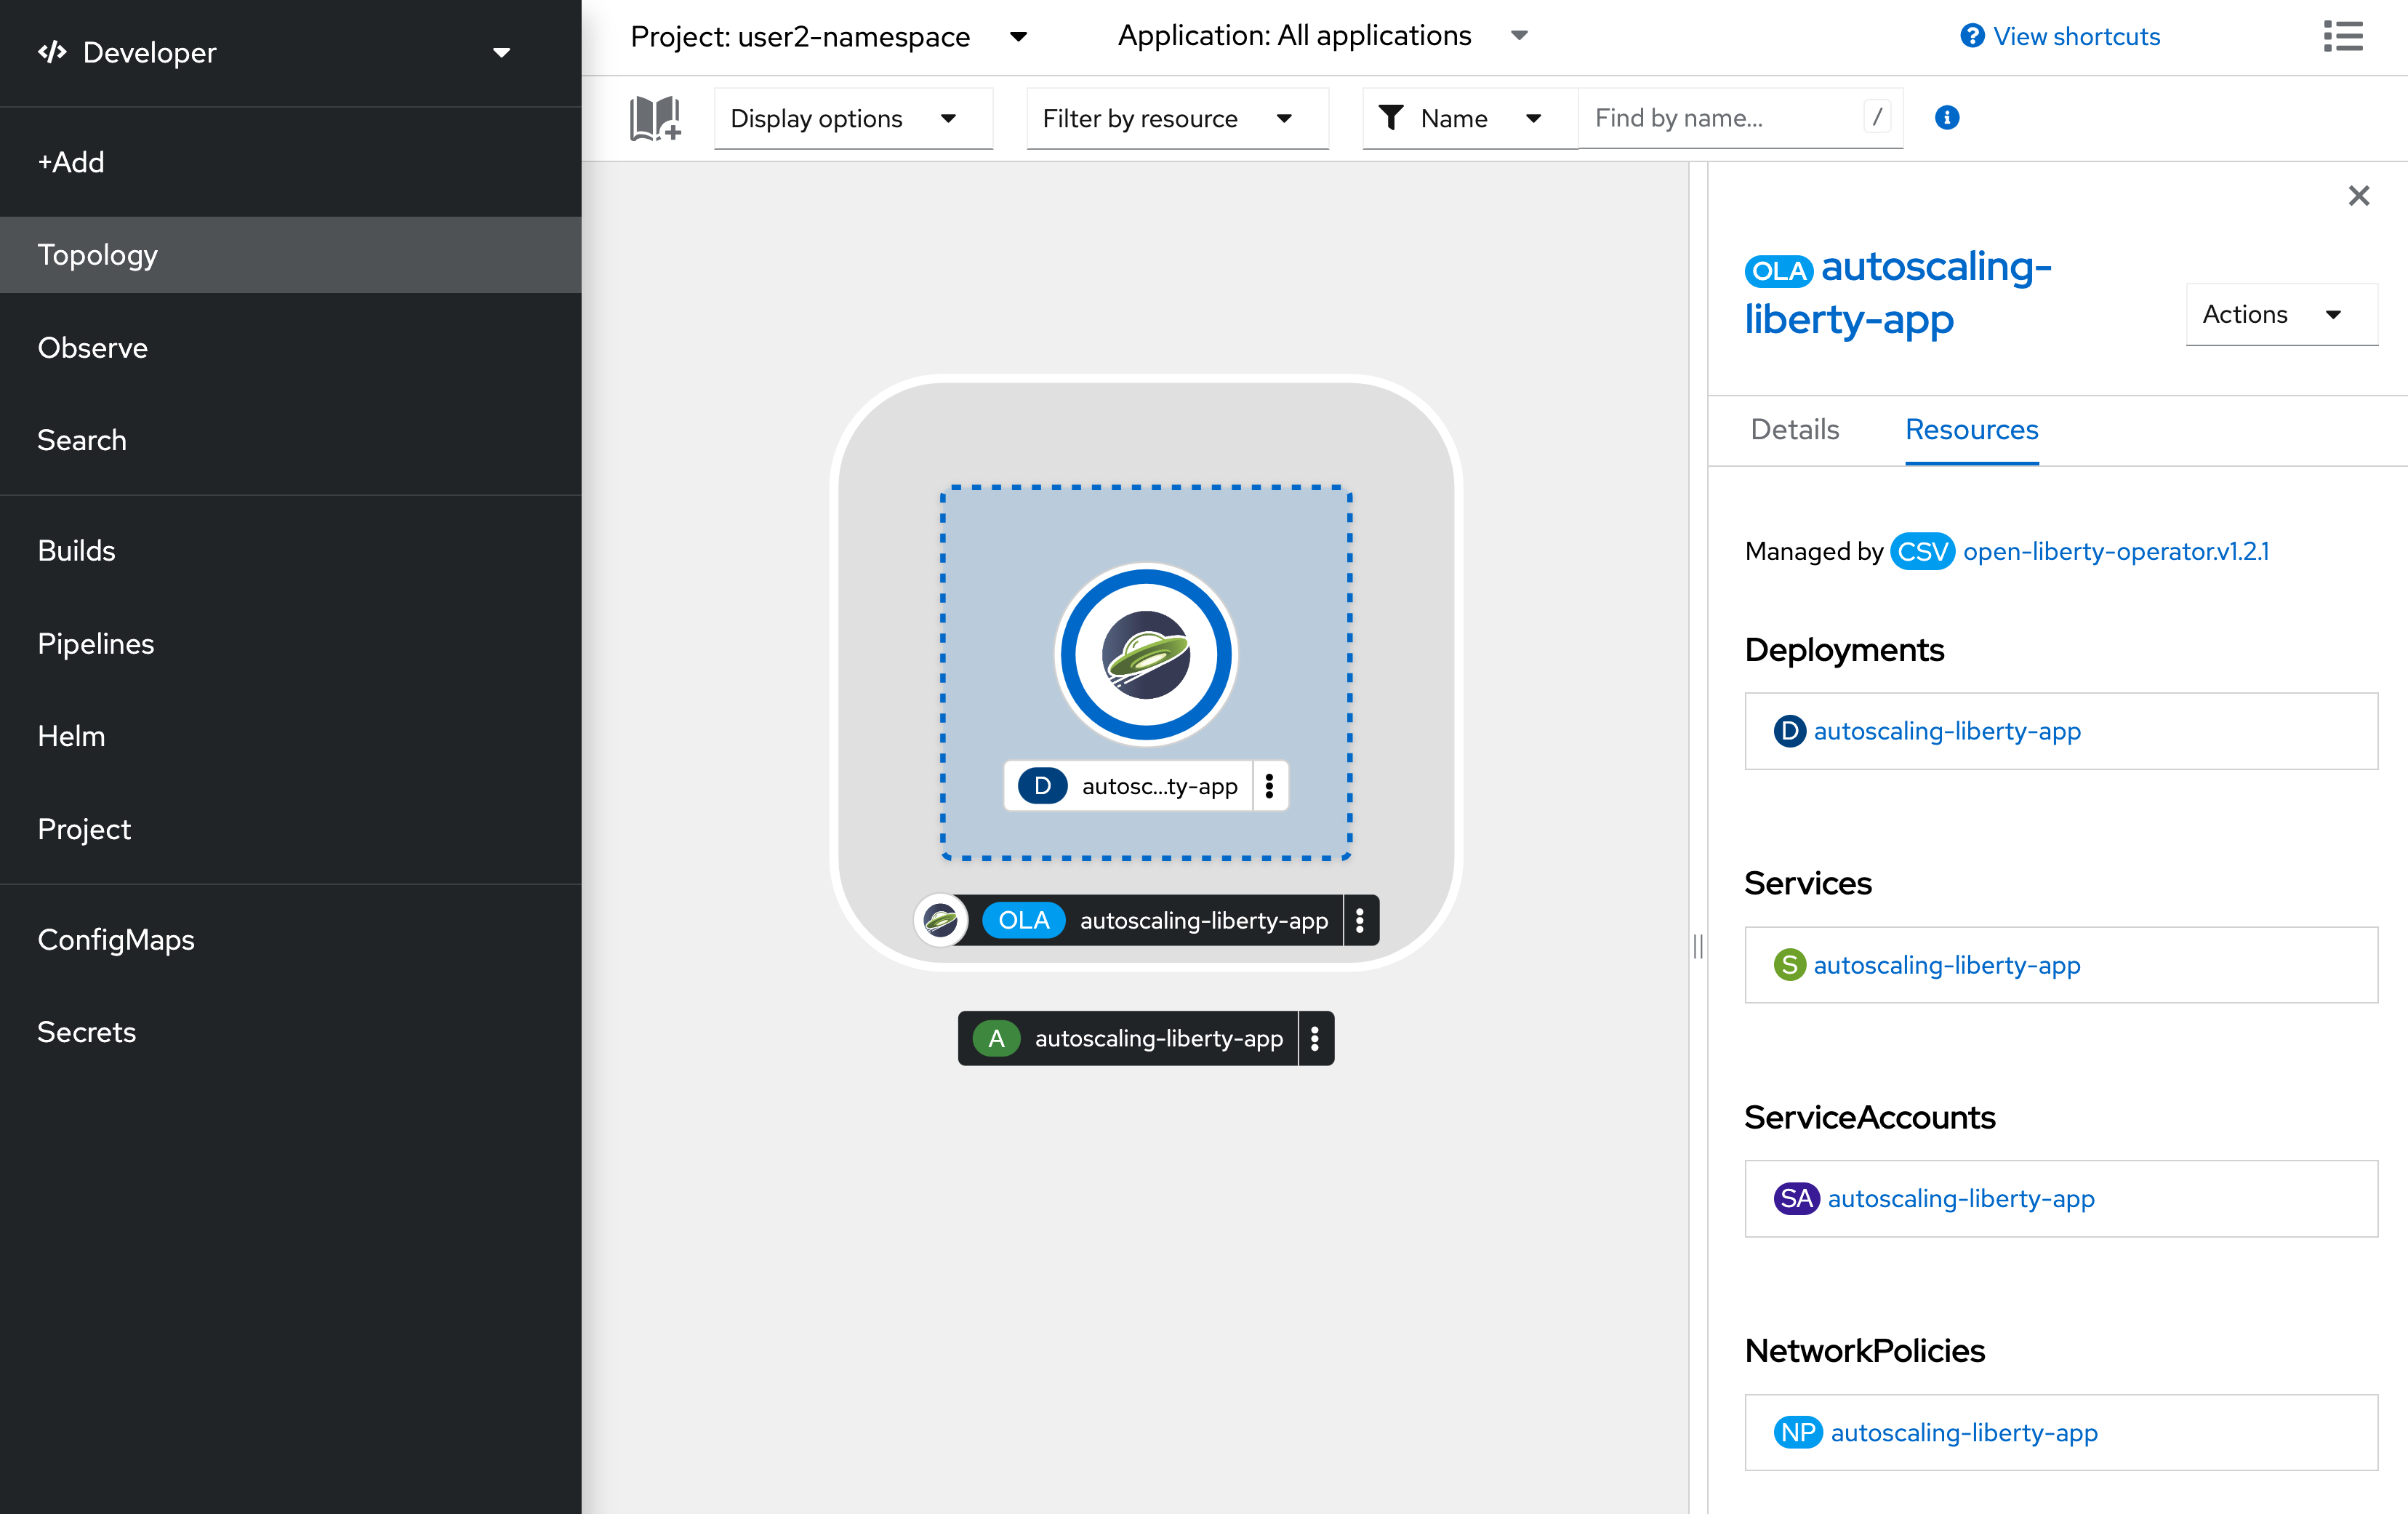 Developer
+Add
Topology
Observe
Search
Builds
Pipelines
Helm
Project
ConfigMaps
Secrets
Project: user2-namespace
Application: All applications
View shortcuts
Display options
Filter by resource
Name
Find by name...
/
D autosc...ty-app
OLA autoscaling-liberty-app
A autoscaling-liberty-app
OLA autoscaling-
liberty-app
Actions
Details
Resources
Managed by CSV open-liberty-operator.v1.2.1
Deployments
D autoscaling-liberty-app
Services
S autoscaling-liberty-app
ServiceAccounts
SA autoscaling-liberty-app
NetworkPolicies
NP autoscaling-liberty-app